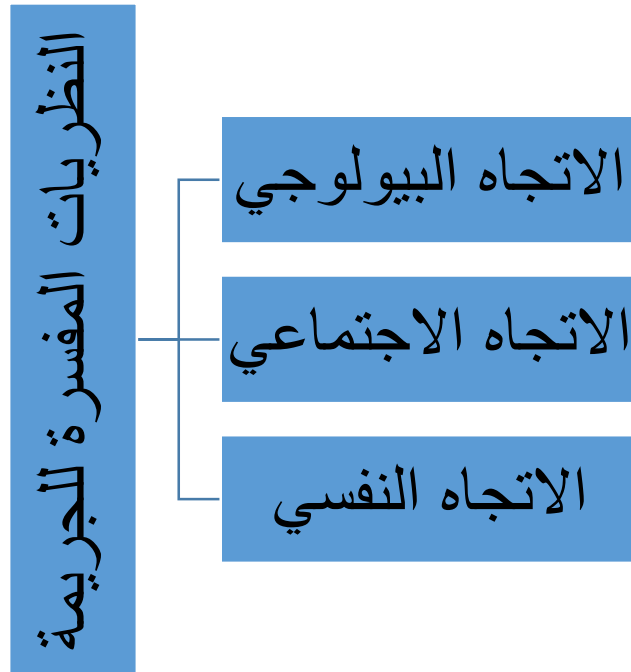 النظريات المفسرة للجريمة
الاتجاه البيولوجي
الاتجاه الاجتماعي
الاتجاه النفسي